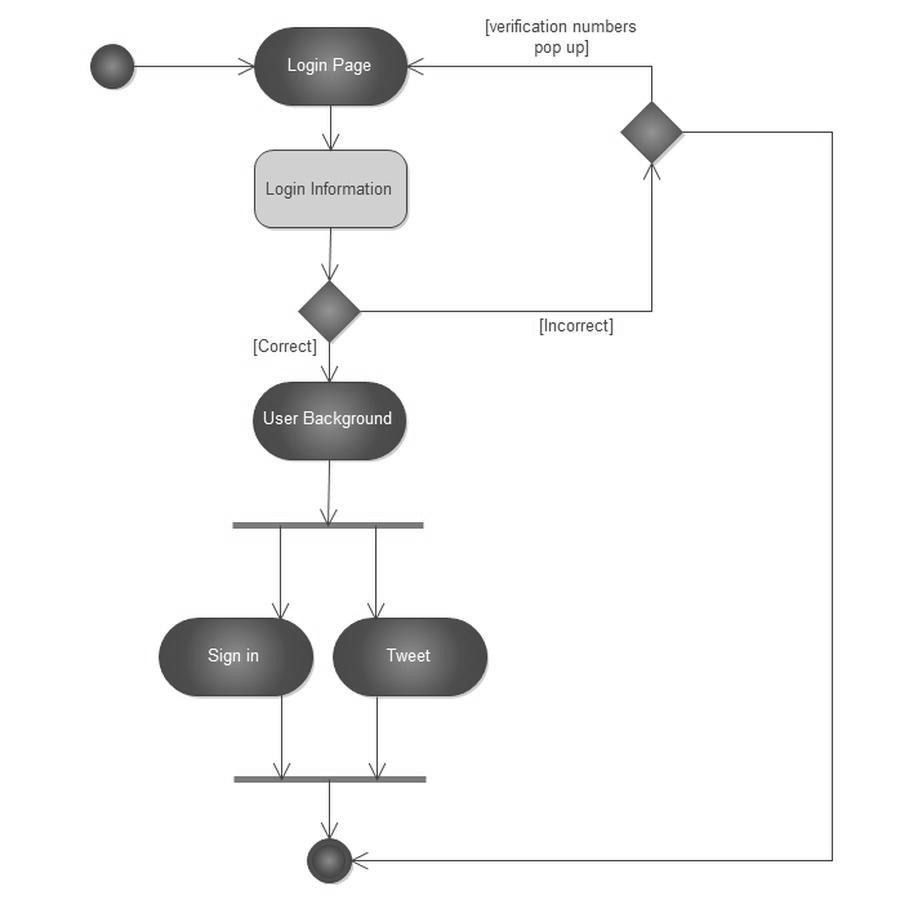 [verification numbers
pop up]
Login Page
Login Information
[Incorrect]
[Correct]
User Background
Sign in
Tweet